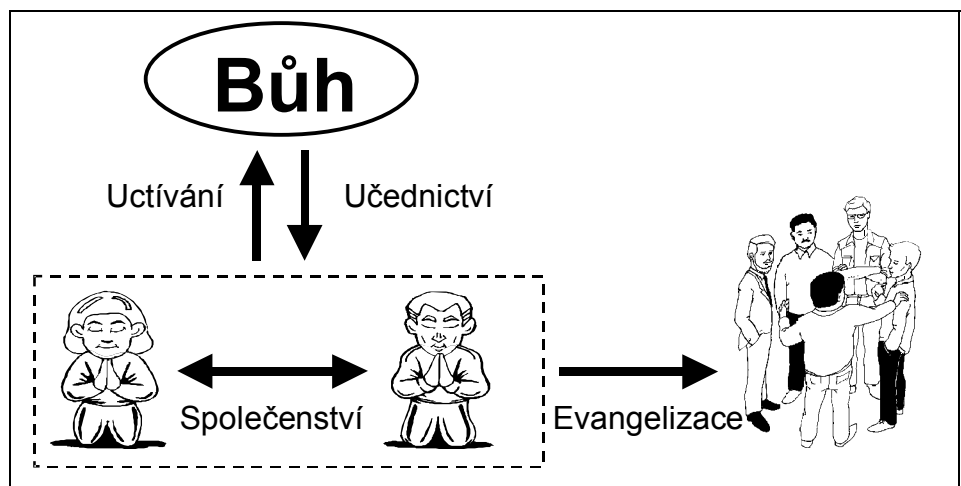 Bůh
Uctívání
Učednictví
Společenství
Evangelizace